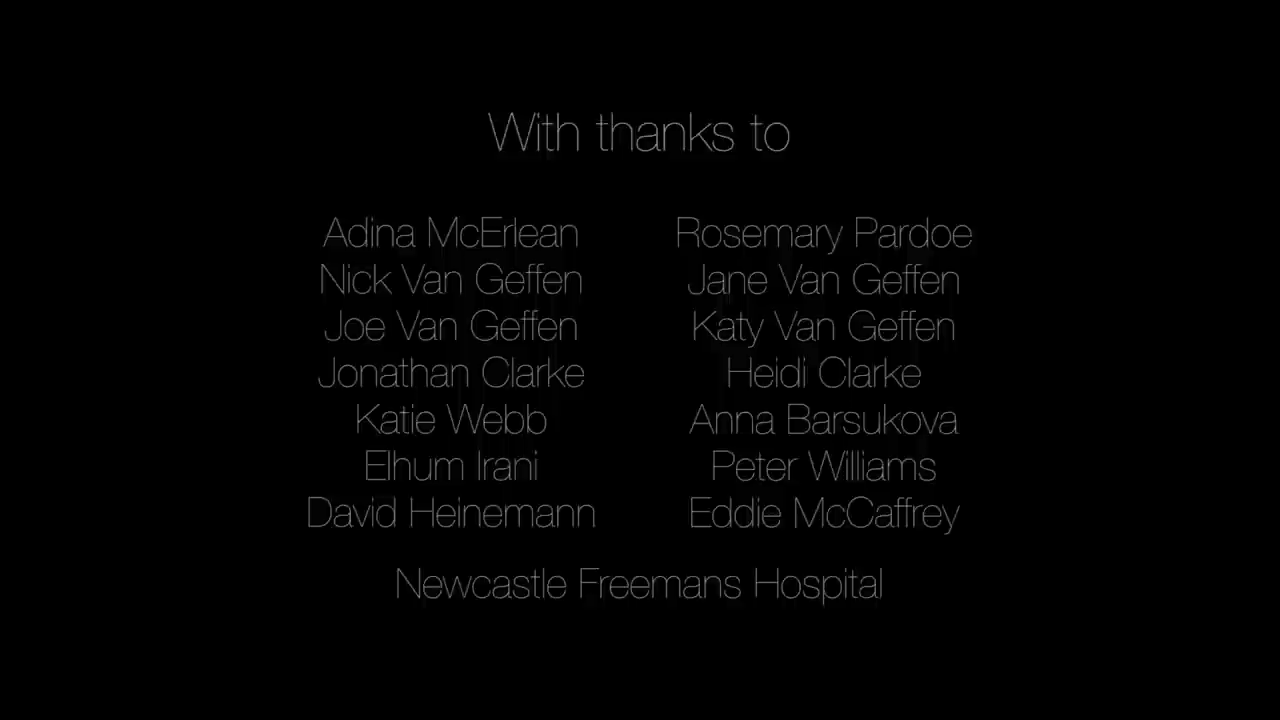 With thanks to
Adina McErlean
Rosemary Pardoe
Nick Van Geffen
Jane Van Geffen
Joe Van Geffen
Katy Van Geffen
Jonathan Clarke
Heidi Clarke
Katie Webb
Anna Barsukova
Elhum Irani
Peter Williams
David Heinemann
Eddie McCaffrey
Newcastle Freemans Hospital